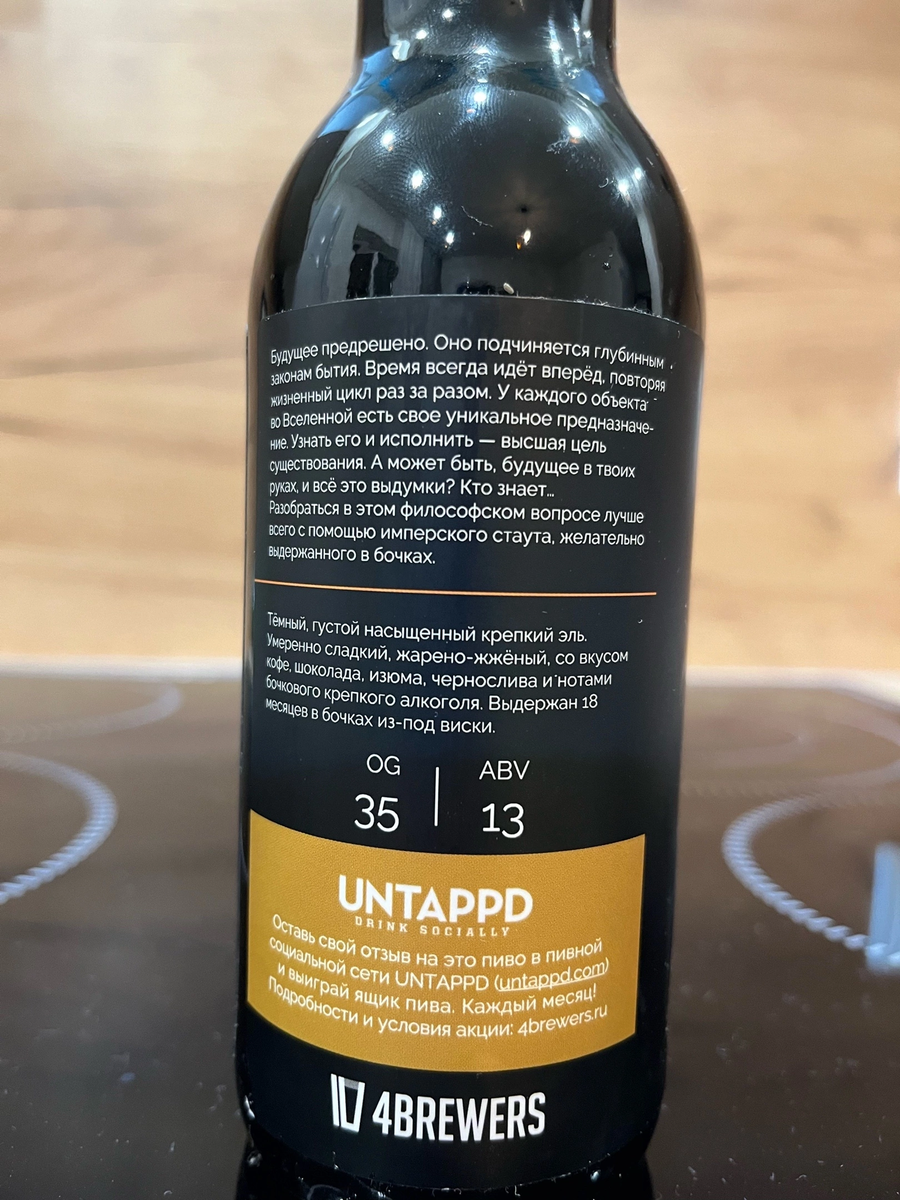 Будущее предрешено. Оно подчиняется глубинным
законам бытия. Время всегда идёт вперёд, повторяя
жизненный цикл раз за разом. У каждого объекта
во Вселенной есть свое уникальное предназначе-
ние. Узнать его и исполнить — высшая цель
существования. А может быть, будущее в твоих
руках, и всё это выдумки? Кто знает...
Разобраться в этом философском вопросе лучше
всего с помощью имперского стаута, желательно
выдержанного в бочках.
Тёмный, густой насыщенный крепкий эль.
Умеренно сладкий, жарено-жжёный, со вкусом
кофе, шоколада, изюма, чернослива и нотами
бочкового крепкого алкоголя. Выдержан 18
месяцев в бочках из-под виски.
OG ABV
35 13
UNTAPPD
DRINK SOCIALLY
Оставь свой отзыв на это пиво в пивной
социальной сети UNTAPPD (untappd.com)
и выиграй ящик пива. Каждый месяц!
Подробности и условия акции: 4brewers.ru
4BREWERS